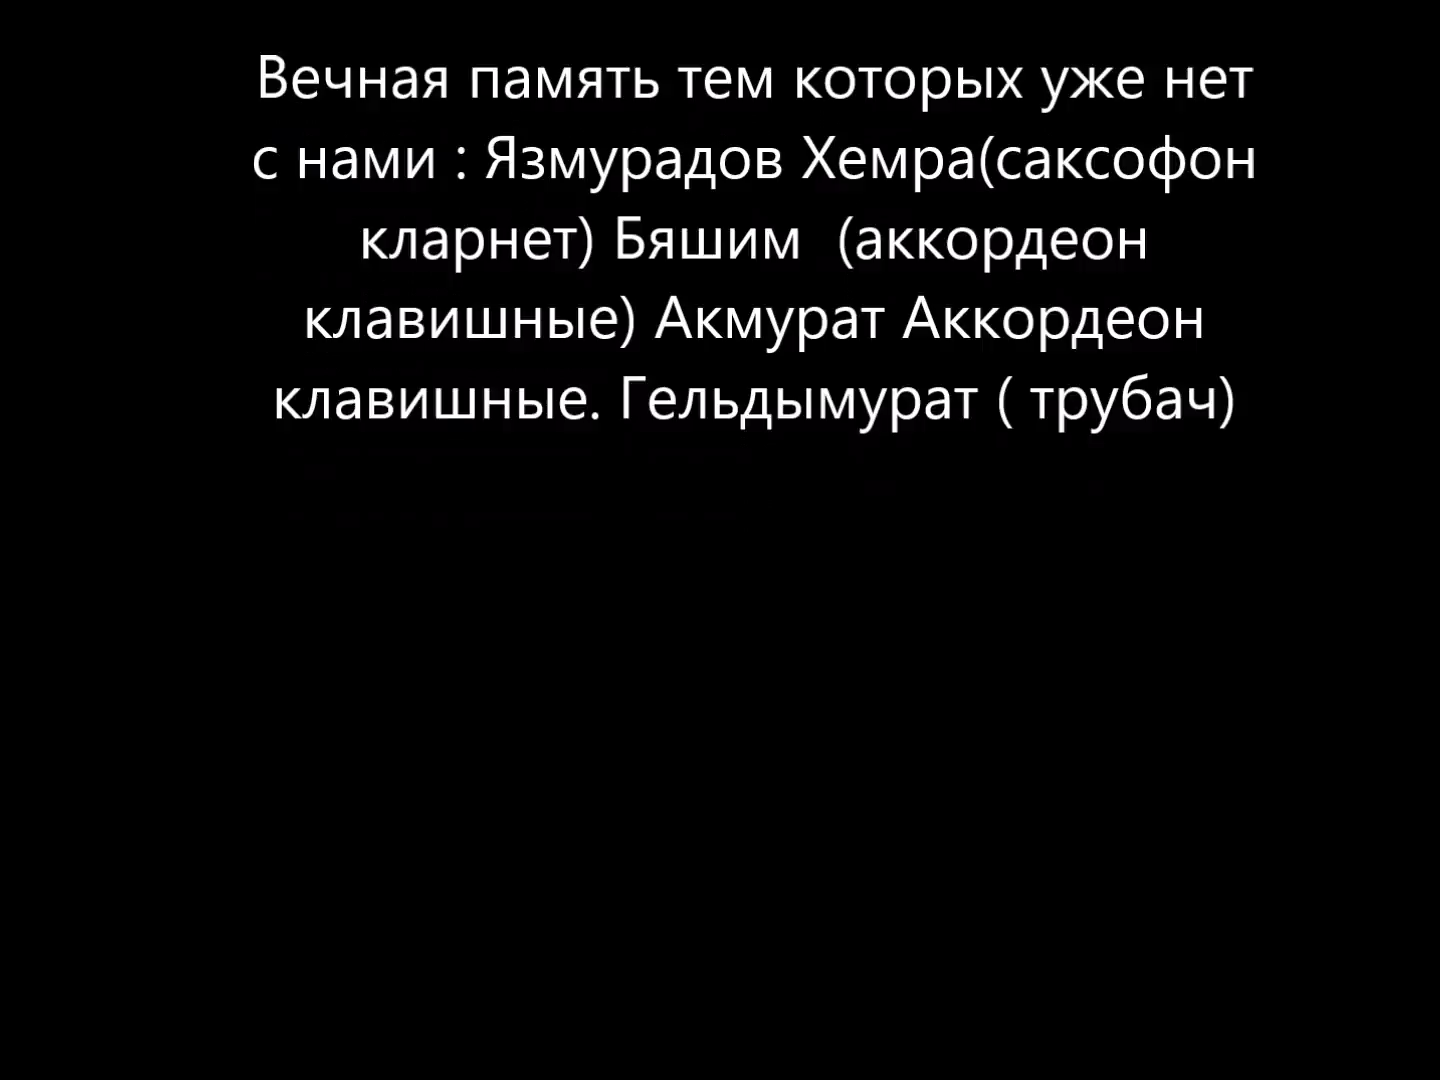 Вечная память тем которых уже нет
с нами : Язмурадов Хемра(саксофон
кларнет) Бяшим  (аккордеон
клавишные) Акмурат Аккордеон
клавишные. Гельдымурат ( трубач)